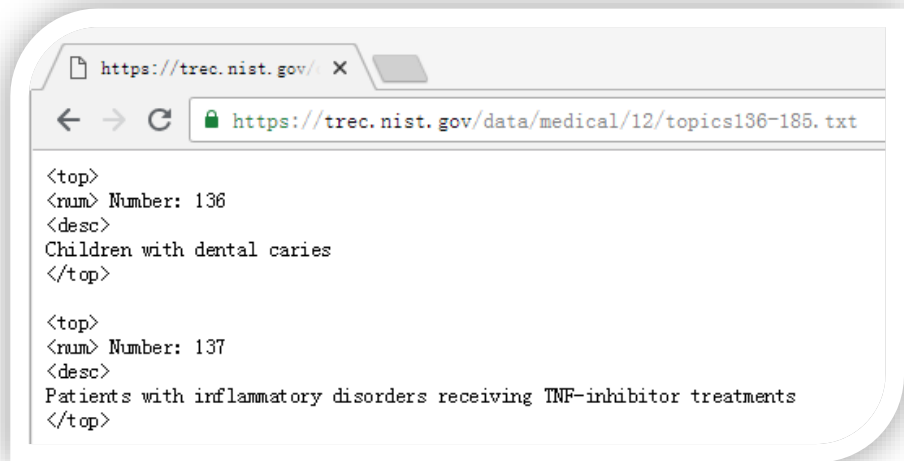 https://trec.nist.gov/
https://trec.nist.gov/data/medical/12/topics136-185.txt
<top>
<num> Number: 136
<desc>
Children with dental caries
</top>
<top>
<num> Number: 137
<desc>
Patients with inflammatory disorders receiving TNF-inhibitor treatments
</top>